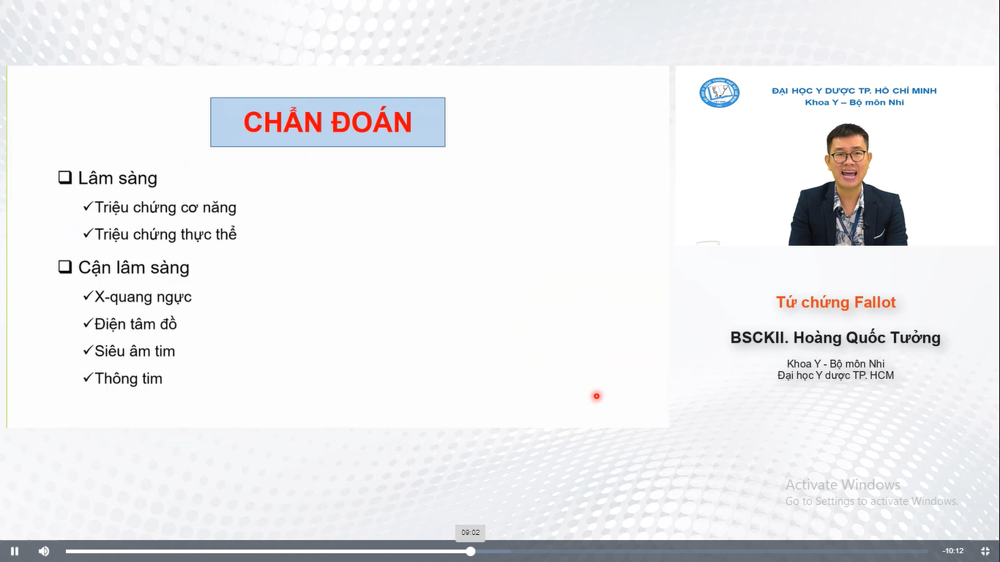 CHẨN ĐOÁN
Lâm sàng
Triệu chứng cơ năng
Triệu chứng thực thể
Cận lâm sàng
X-quang ngực
Điện tâm đồ
Siêu âm tim
Thông tim
ĐẠI HỌC Y DƯỢC TP. HỒ CHÍ MINH
Khoa Y – Bộ môn Nhi
Tứ chứng Fallot
BSCKII. Hoàng Quốc Tưởng
Khoa Y - Bộ môn Nhi
Đại học Y dược TP. HCM
Activate Windows
Go to Settings to activate Windows.
09:02
-10:12